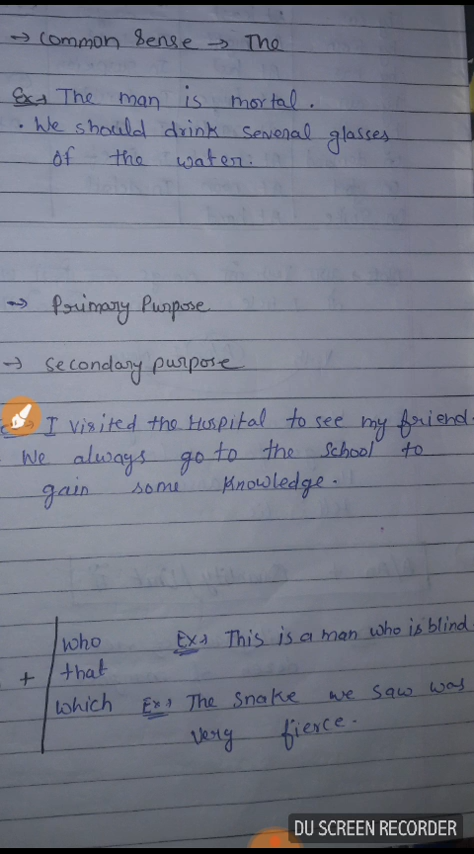 → Common Sense → The
Ex→ The man is mortal.
. We should drink several glasses
of the water.
→ Primary Purpose
→ Secondary purpose
→ I visited the Hospital to see my friend.
We always go to the School to
gain some Knowledge.
who Ex→ This is a man who is blind
+ that
which Ex→ The snake we saw was
very fierce.
DU SCREEN RECORDER